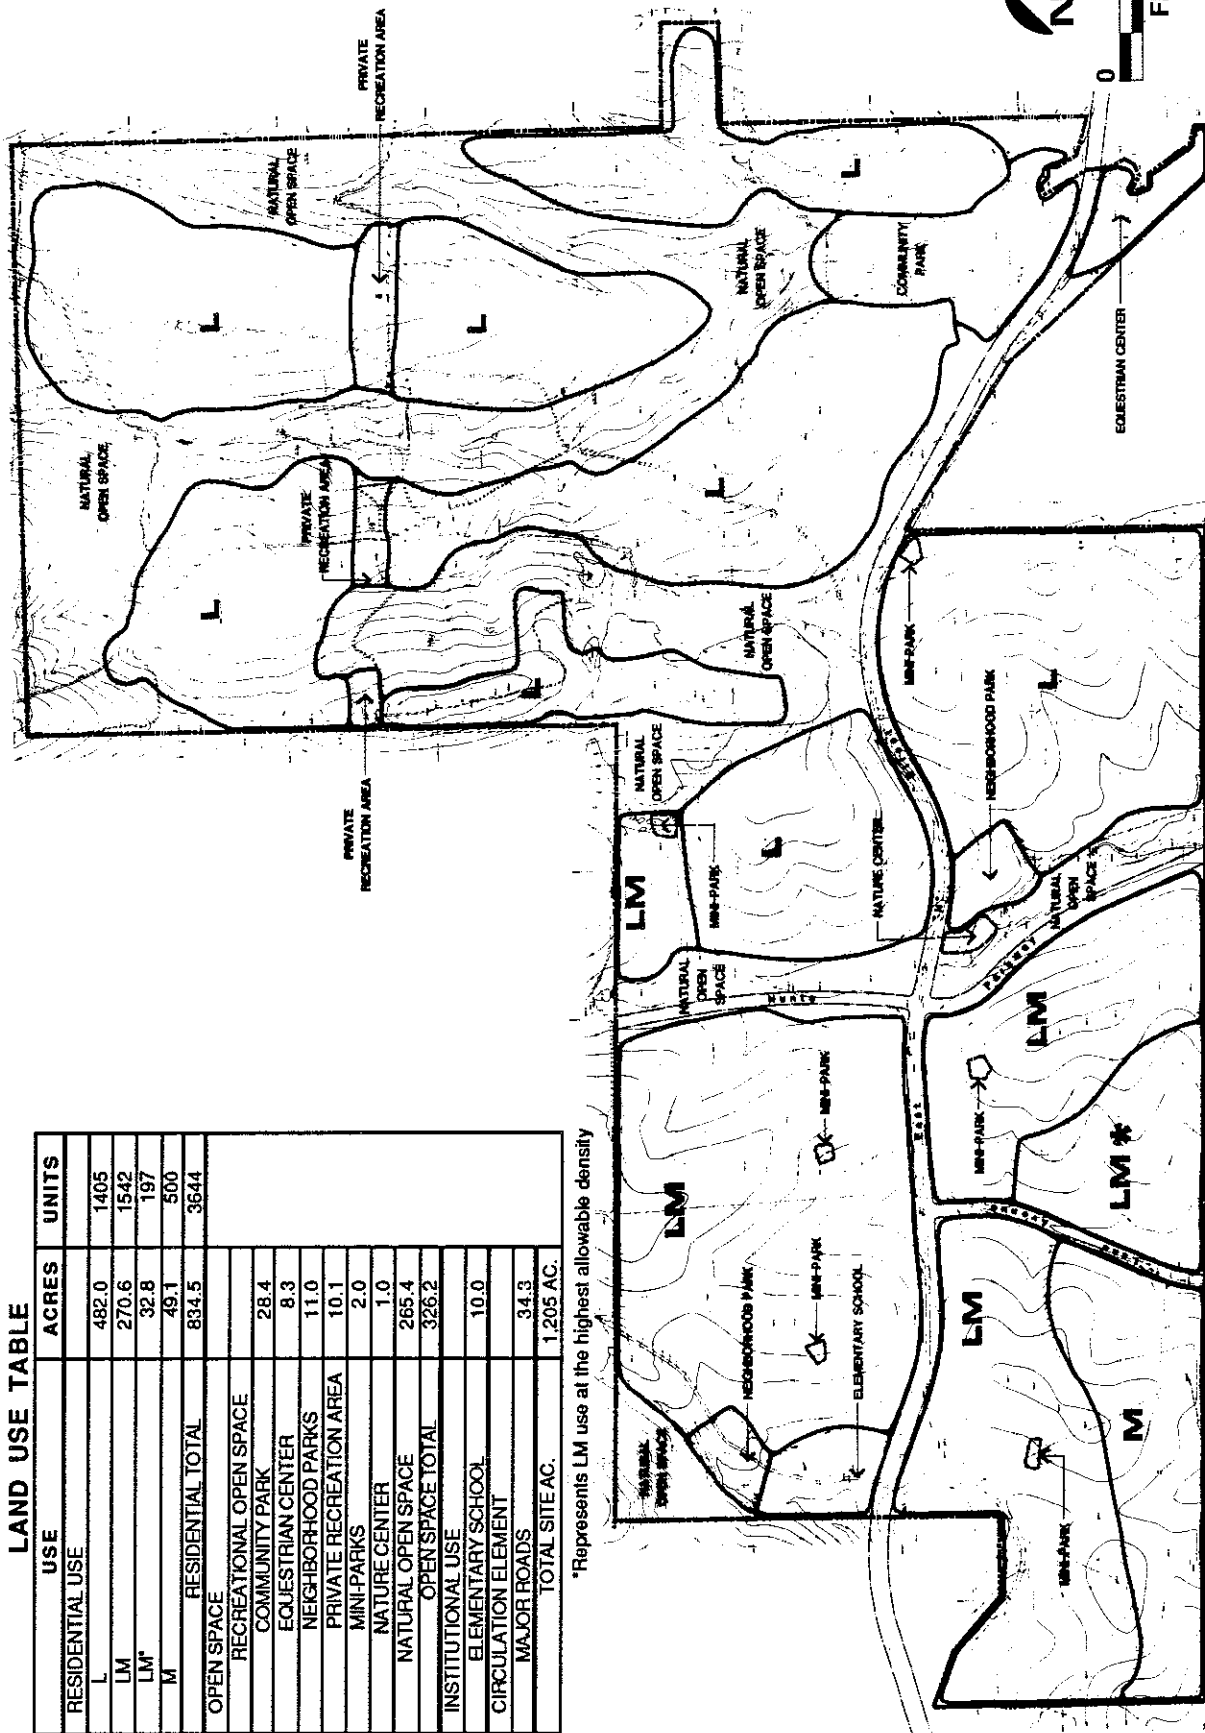 LAND USE TABLE
USE ACRES UNITS
RESIDENTIAL USE
L 482.0 1405
LM 270.6 1542
LM* 32.8 197
M 49.1 500
RESIDENTIAL TOTAL 834.5 3644
OPEN SPACE
RECREATIONAL OPEN SPACE
COMMUNITY PARK 28.4
EQUESTRIAN CENTER 8.3
NEIGHBORHOOD PARKS 11.0
PRIVATE RECREATION AREA 10.1
MINI-PARKS 2.0
NATURE CENTER 1.0
NATURAL OPEN SPACE 265.4
OPEN SPACE TOTAL 326.2
INSTITUTIONAL USE
ELEMENTARY SCHOOL 10.0
CIRCULATION ELEMENT
MAJOR ROADS 34.3
TOTAL SITE AC. 1,205 AC.
*Represents LM use at the highest allowable density
PRIVATE
RECREATION AREA
NATURAL
OPEN SPACE
L
NATURAL
OPEN SPACE
L
L
PRIVATE
RECREATION AREA
L
NATURAL
OPEN SPACE
COMMUNITY
PARK
L
L
NATURAL
OPEN SPACE
PRIVATE
RECREATION AREA
EQUESTRIAN CENTER
NATURAL
OPEN SPACE
LM
MINI-PARK
L
NATURE CENTER
MINI-PARK
NEIGHBORHOOD PARK
L
NATURAL
OPEN
SPACE
NATURAL
OPEN
SPACE
Hunte
Parkway
East
LM
MINI-PARK
MINI-PARK
NEIGHBORHOOD PARK
ELEMENTARY SCHOOL
NATURAL
OPEN SPACE
LM
MINI-PARK
LM*
LM
M
MINI-PARK
N
0